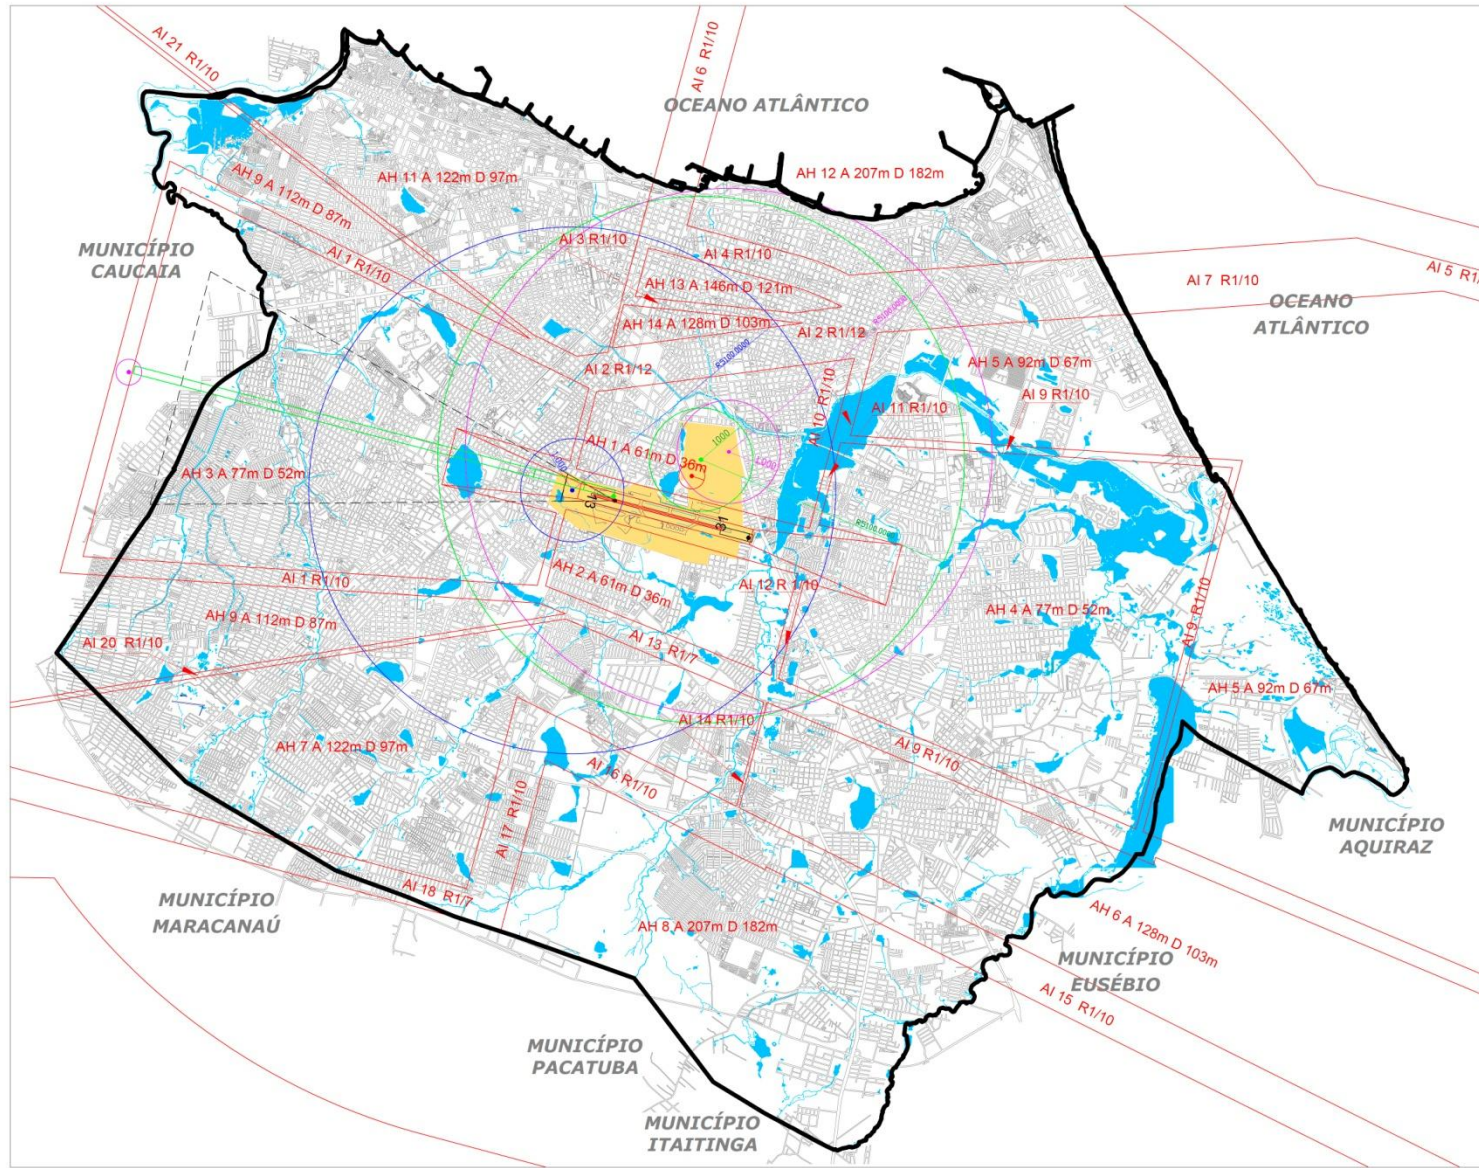 AI 21 R1/10
AI 6 R1/10
OCEANO ATLÂNTICO
AH 12 A 207m D 182m
AH 11 A 122m D 97m
AH 9 A 112m D 87m
MUNICÍPIO
CAUCAIA
AI 1 R1/10
AI 3 R1/10
AI 4 R1/10
AI 7 R1/10
AI 5 R1/
OCEANO
ATLÂNTICO
AH 13 A 146m D 121m
AH 14 A 128m D 103m
AI 2 R1/12
AI 2 R1/12
AH 5 A 92m D 67m
AI 9 R1/10
AI 10 R1/10
AI 11 R1/10
AH 1 A 61m D 36m
1000
1000
1000
AH 3 A 77m D 52m
13
31
AI 1 R1/10
AH 2 A 61m D 36m
AI 12 R 1/10
AH 4 A 77m D 52m
AI 9 R1/10
AH 9 A 112m D 87m
AI 20 R1/10
AI 13 R1/7
AH 5 A 92m D 67m
AI 14 R1/10
AH 7 A 122m D 97m
AI 9 R1/10
AI 16 R1/10
AI 17 R1/10
MUNICÍPIO
AQUIRAZ
AI 18 R1/7
MUNICÍPIO
MARACANAÚ
AH 8 A 207m D 182m
AH 6 A 128m D 103m
MUNICÍPIO
EUSÉBIO
AI 15 R1/10
MUNICÍPIO
PACATUBA
MUNICÍPIO
ITAITINGA